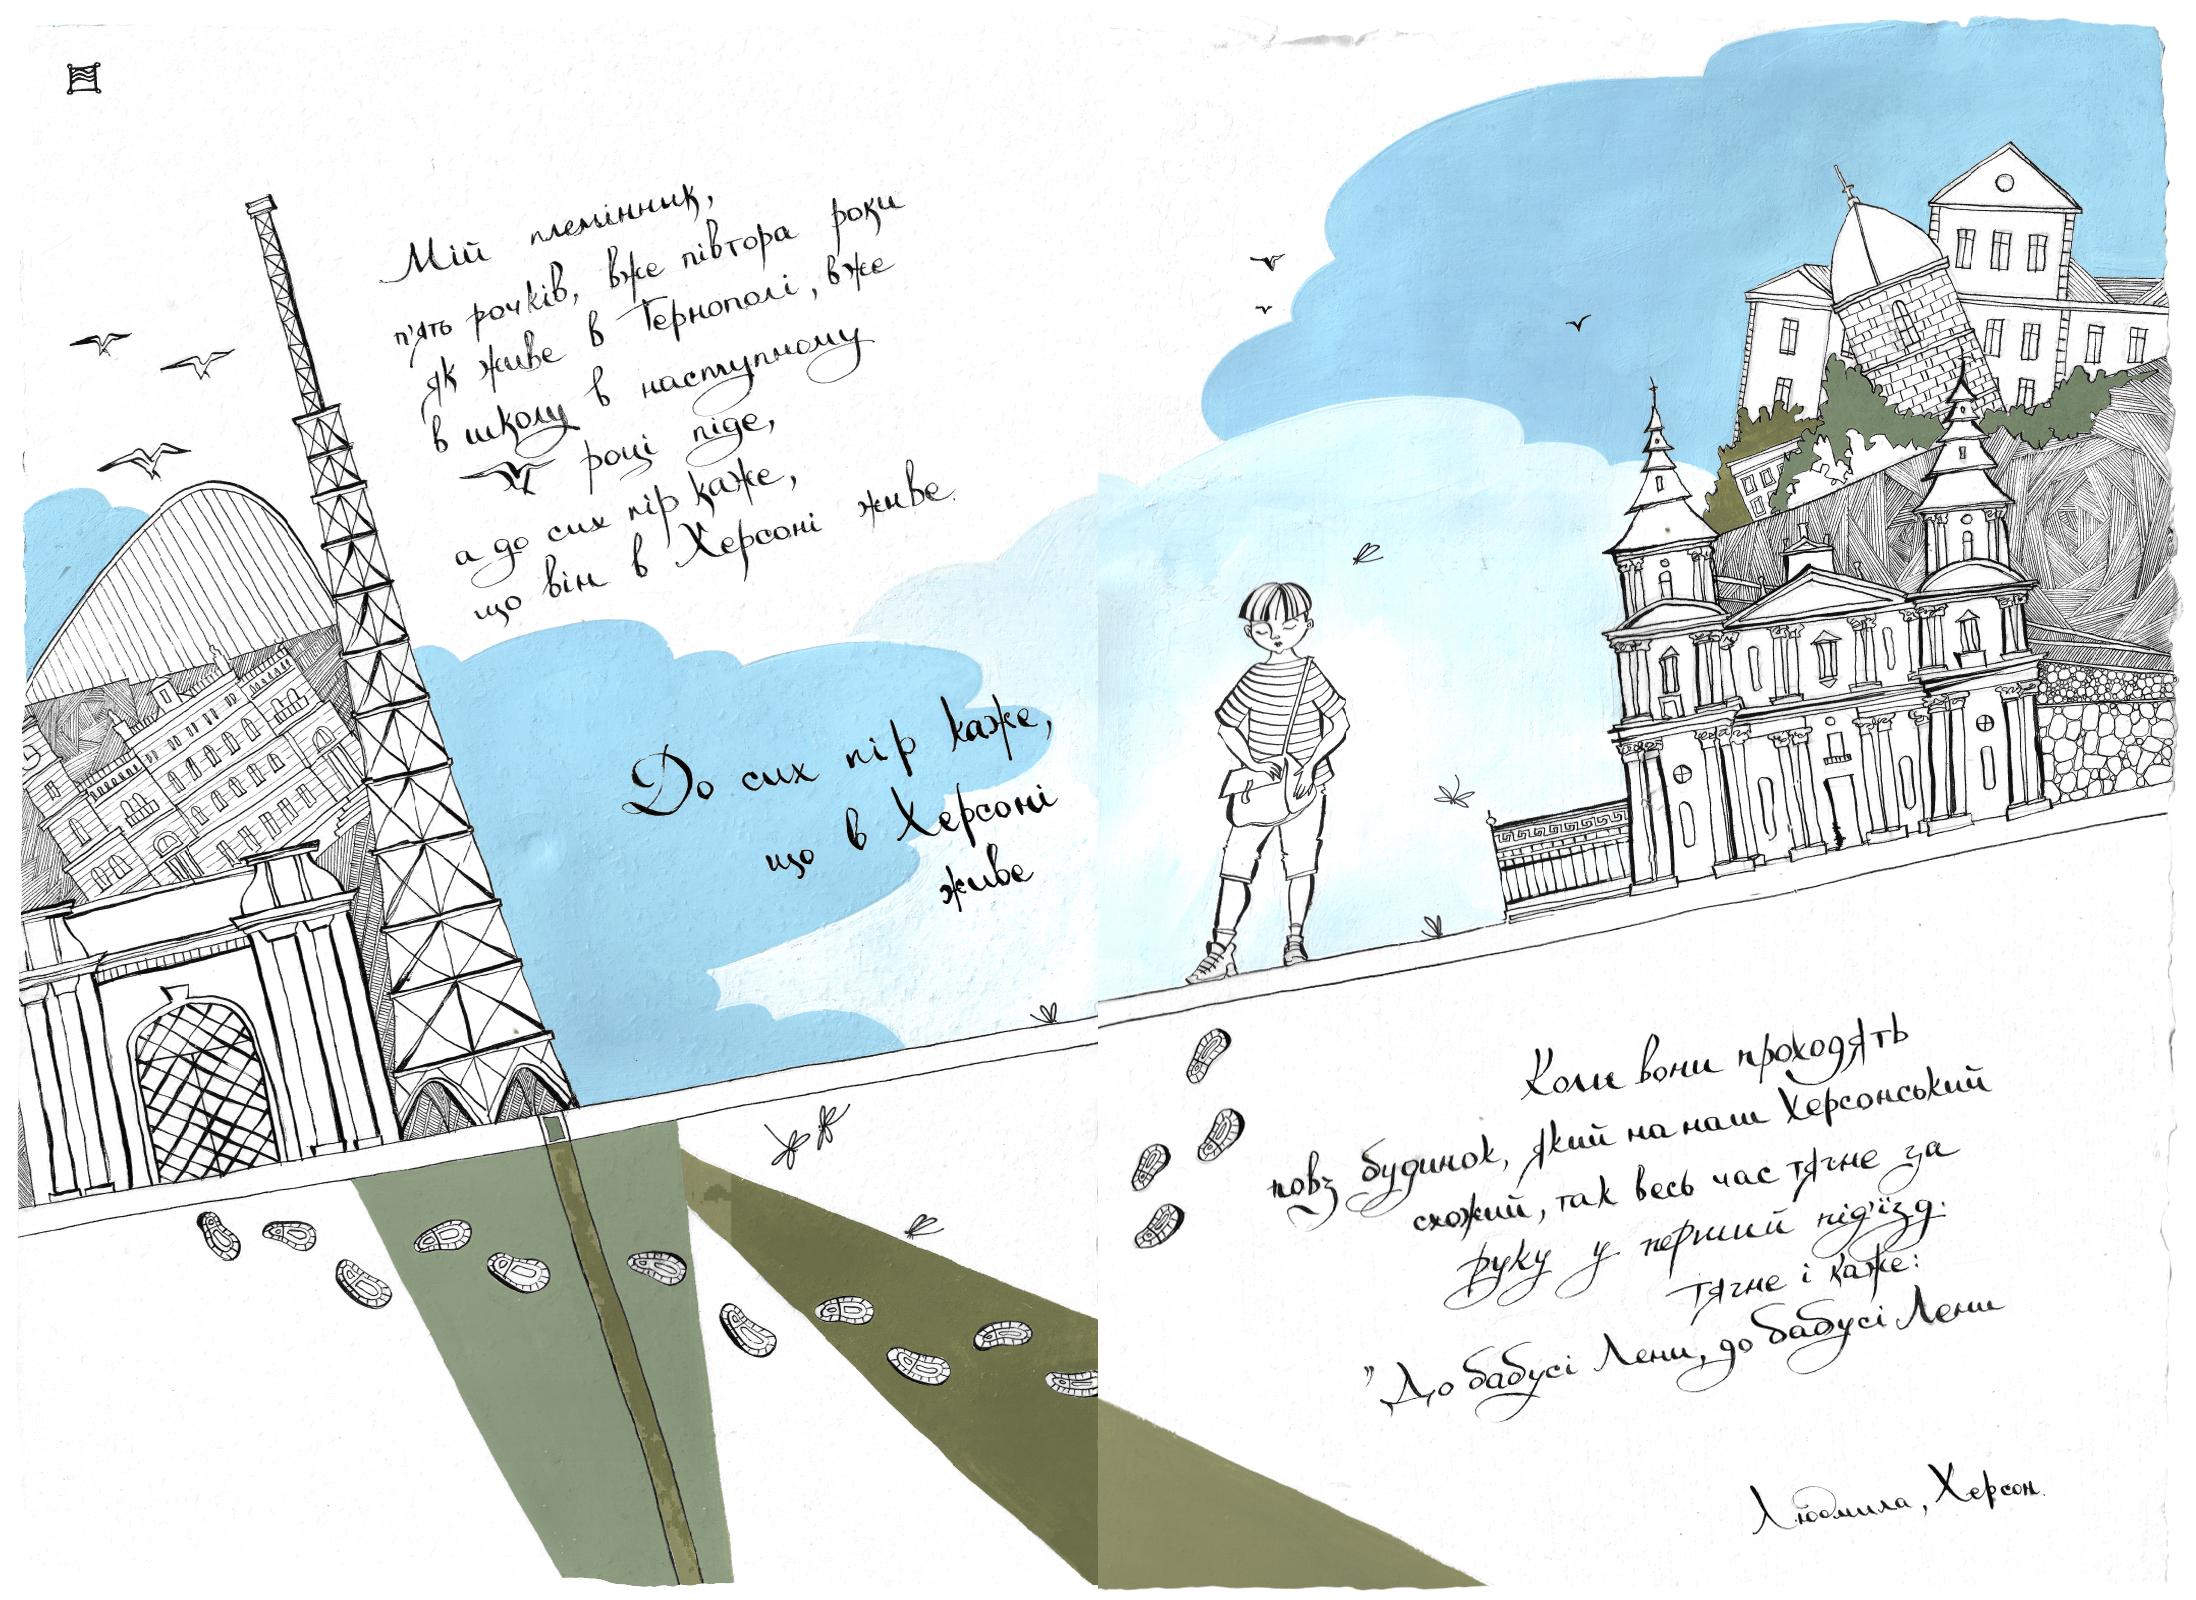 Мій племінник,
п'ять рочків, вже півтора роки
як живе в Тернополі, вже
в школу в наступному
році піде,
а до сих пір каже,
що він в Херсоні живе.
До сих пір каже,
що в Херсоні
живе
Коли вони проходять
повз будинок, який на наш Херсонський
схожий, так весь час тягне за
руку у перший під'їзд:
тягне і каже:
"До бабусі Лени, до бабусі Лени
Людмила, Херсон.